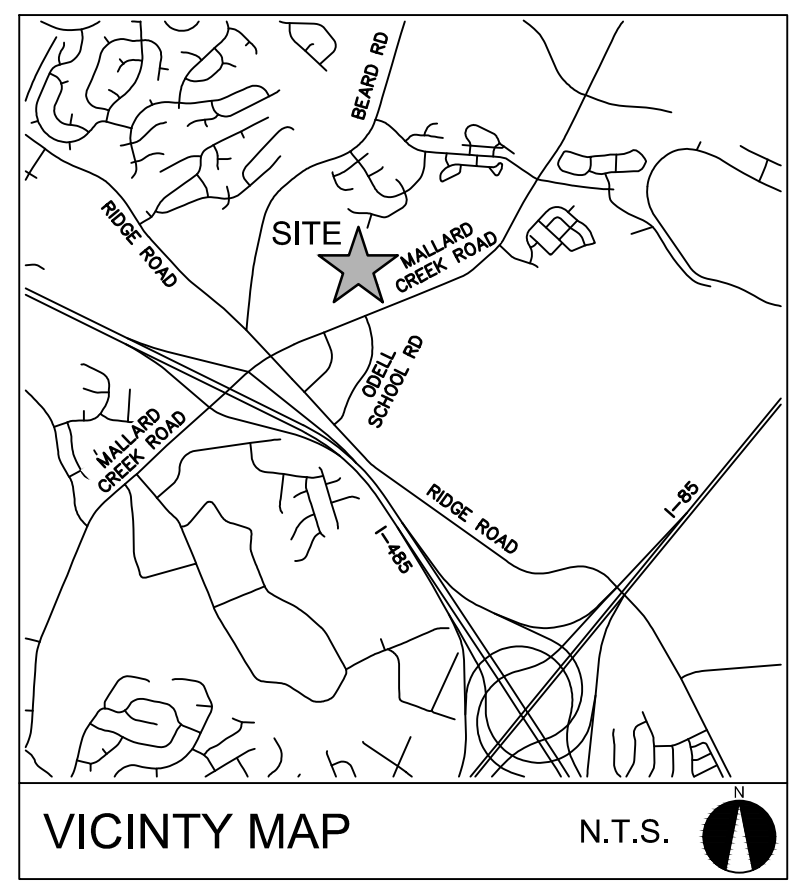 BEARD RD
RIDGE ROAD
SITE
MALLARD
CREEK ROAD
ODELL
SCHOOL RD
MALLARD
CREEK ROAD
RIDGE ROAD
I-85
I-485
VICINTY MAP
N.T.S.
N